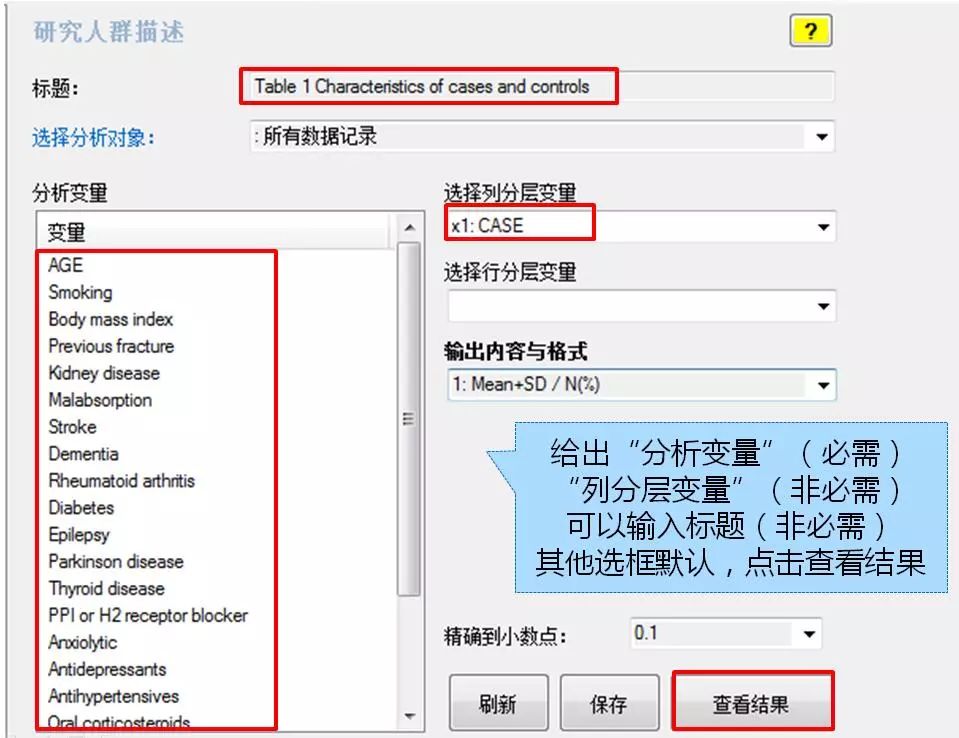 研究人群描述
?
标题:
Table 1 Characteristics of cases and controls
选择分析对象:
: 所有数据记录
分析变量
变量
AGE
Smoking
Body mass index
Previous fracture
Kidney disease
Malabsorption
Stroke
Dementia
Rheumatoid arthritis
Diabetes
Epilepsy
Parkinson disease
Thyroid disease
PPI or H2 receptor blocker
Anxiolytic
Antidepressants
Antihypertensives
Oral corticosteroids
选择列分层变量
x1: CASE
选择行分层变量
输出内容与格式
1: Mean+SD / N(%)
给出“分析变量”（必需）
“列分层变量”（非必需）
可以输入标题（非必需）
其他选框默认，点击查看结果
精确到小数点:
0.1
刷新
保存
查看结果